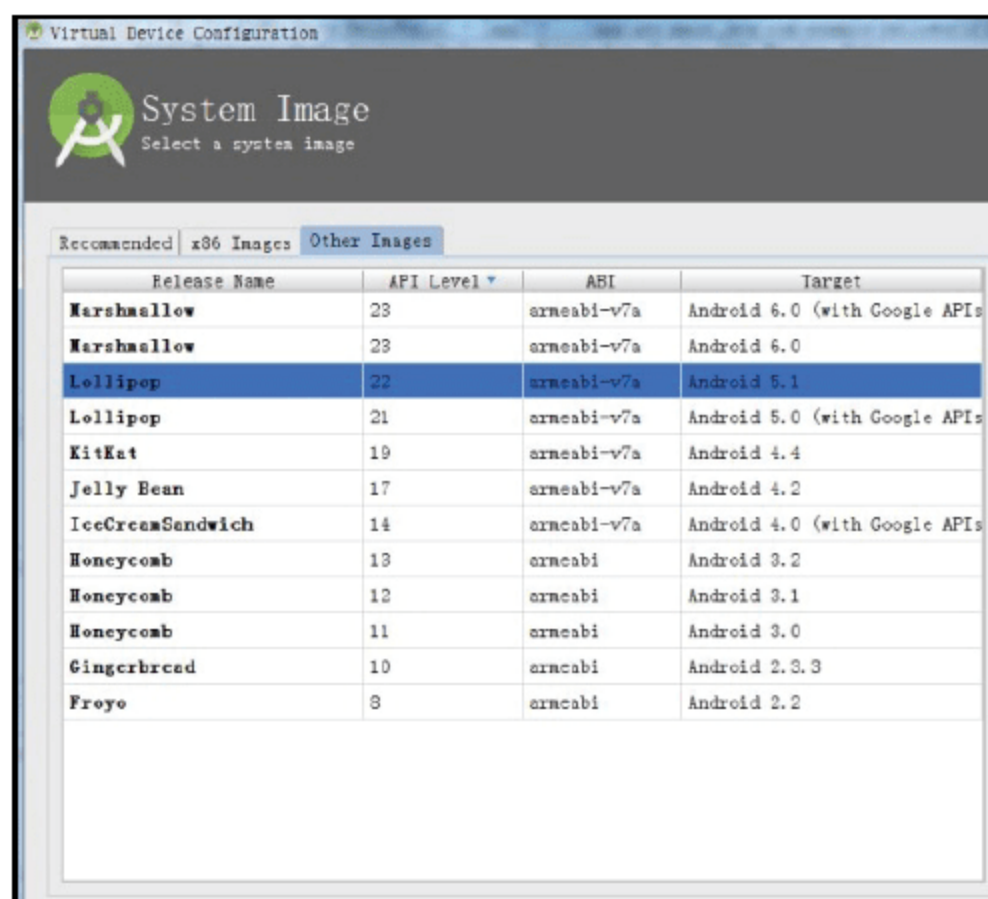 Virtual Device Configuration
System Image
Select a system image
Recommended x86 Images Other Images
Release Name API Level ABI Target
Marshmallow 23 armeabi-v7a Android 6.0 (with Google APIs
Marshmallow 23 armeabi-v7a Android 6.0
Lollipop 22 armeabi-v7a Android 5.1
Lollipop 21 armeabi-v7a Android 5.0 (with Google APIs
KitKat 19 armeabi-v7a Android 4.4
Jelly Bean 17 armeabi-v7a Android 4.2
IceCreamSandwich 14 armeabi-v7a Android 4.0 (with Google APIs
Honeycomb 13 armeabi Android 3.2
Honeycomb 12 armeabi Android 3.1
Honeycomb 11 armeabi Android 3.0
Gingerbread 10 armeabi Android 2.3.3
Froyo 8 armeabi Android 2.2